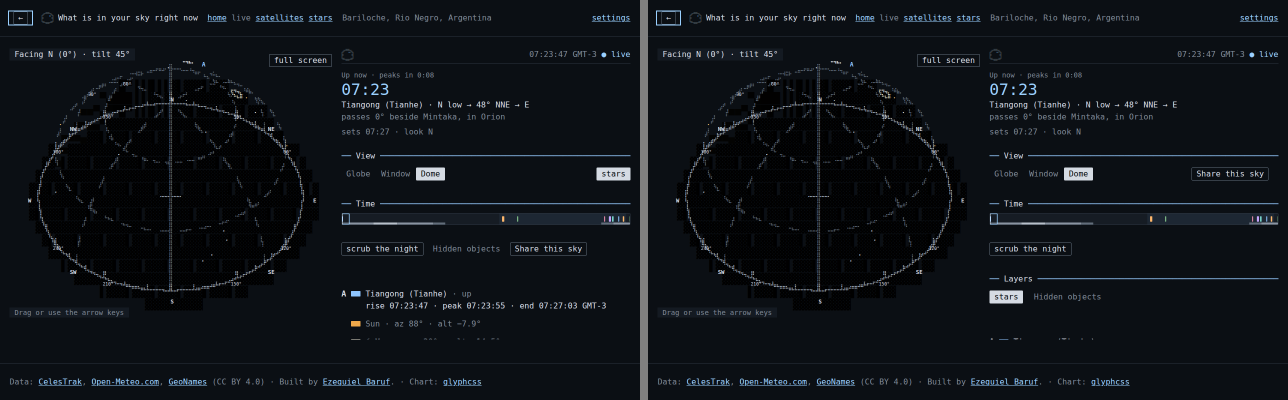 ← What is in your sky right now home live satellites stars Bariloche, Rio Negro, Argentina settings
Facing N (0°) · tilt 45°
full screen
07:23:47 GMT-3 ● live
Up now · peaks in 0:08
07:23
Tiangong (Tianhe) · N low → 48° NNE → E
passes 0° beside Mintaka, in Orion
sets 07:27 · look N
View
Globe Window Dome stars
Time
scrub the night Hidden objects Share this sky
A Tiangong (Tianhe) · up
rise 07:23:47 · peak 07:23:55 · end 07:27:03 GMT-3
Sun · az 88° · alt −7.9°
A
N
NW
NE
W
E
SW
SE
S
210°
150°
Drag or use the arrow keys
Data: CelesTrak, Open-Meteo.com, GeoNames (CC BY 4.0) · Built by Ezequiel Baruf. · Chart: glyphcss
← What is in your sky right now home live satellites stars Bariloche, Rio Negro, Argentina settings
Facing N (0°) · tilt 45°
full screen
07:23:47 GMT-3 ● live
Up now · peaks in 0:08
07:23
Tiangong (Tianhe) · N low → 48° NNE → E
passes 0° beside Mintaka, in Orion
sets 07:27 · look N
View
Globe Window Dome Share this sky
Time
scrub the night
Layers
stars Hidden objects
A
N
NW
NE
W
E
SW
SE
S
210°
150°
Drag or use the arrow keys
Data: CelesTrak, Open-Meteo.com, GeoNames (CC BY 4.0) · Built by Ezequiel Baruf. · Chart: glyphcss